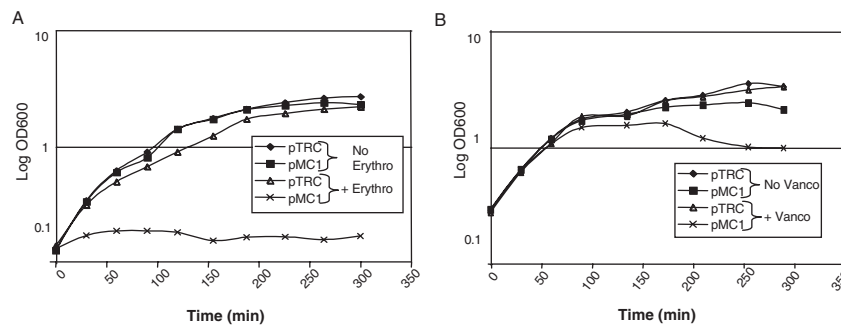 A
10
1
0.1
Log OD600
0
50
100
150
200
250
300
350
Time (min)
pTRC
pMC1
No
Erythro
pTRC
pMC1
+ Erythro
B
10
1
0.1
Log OD600
0
50
100
150
200
250
300
350
Time (min)
pTRC
pMC1
No Vanco
pTRC
pMC1
+ Vanco